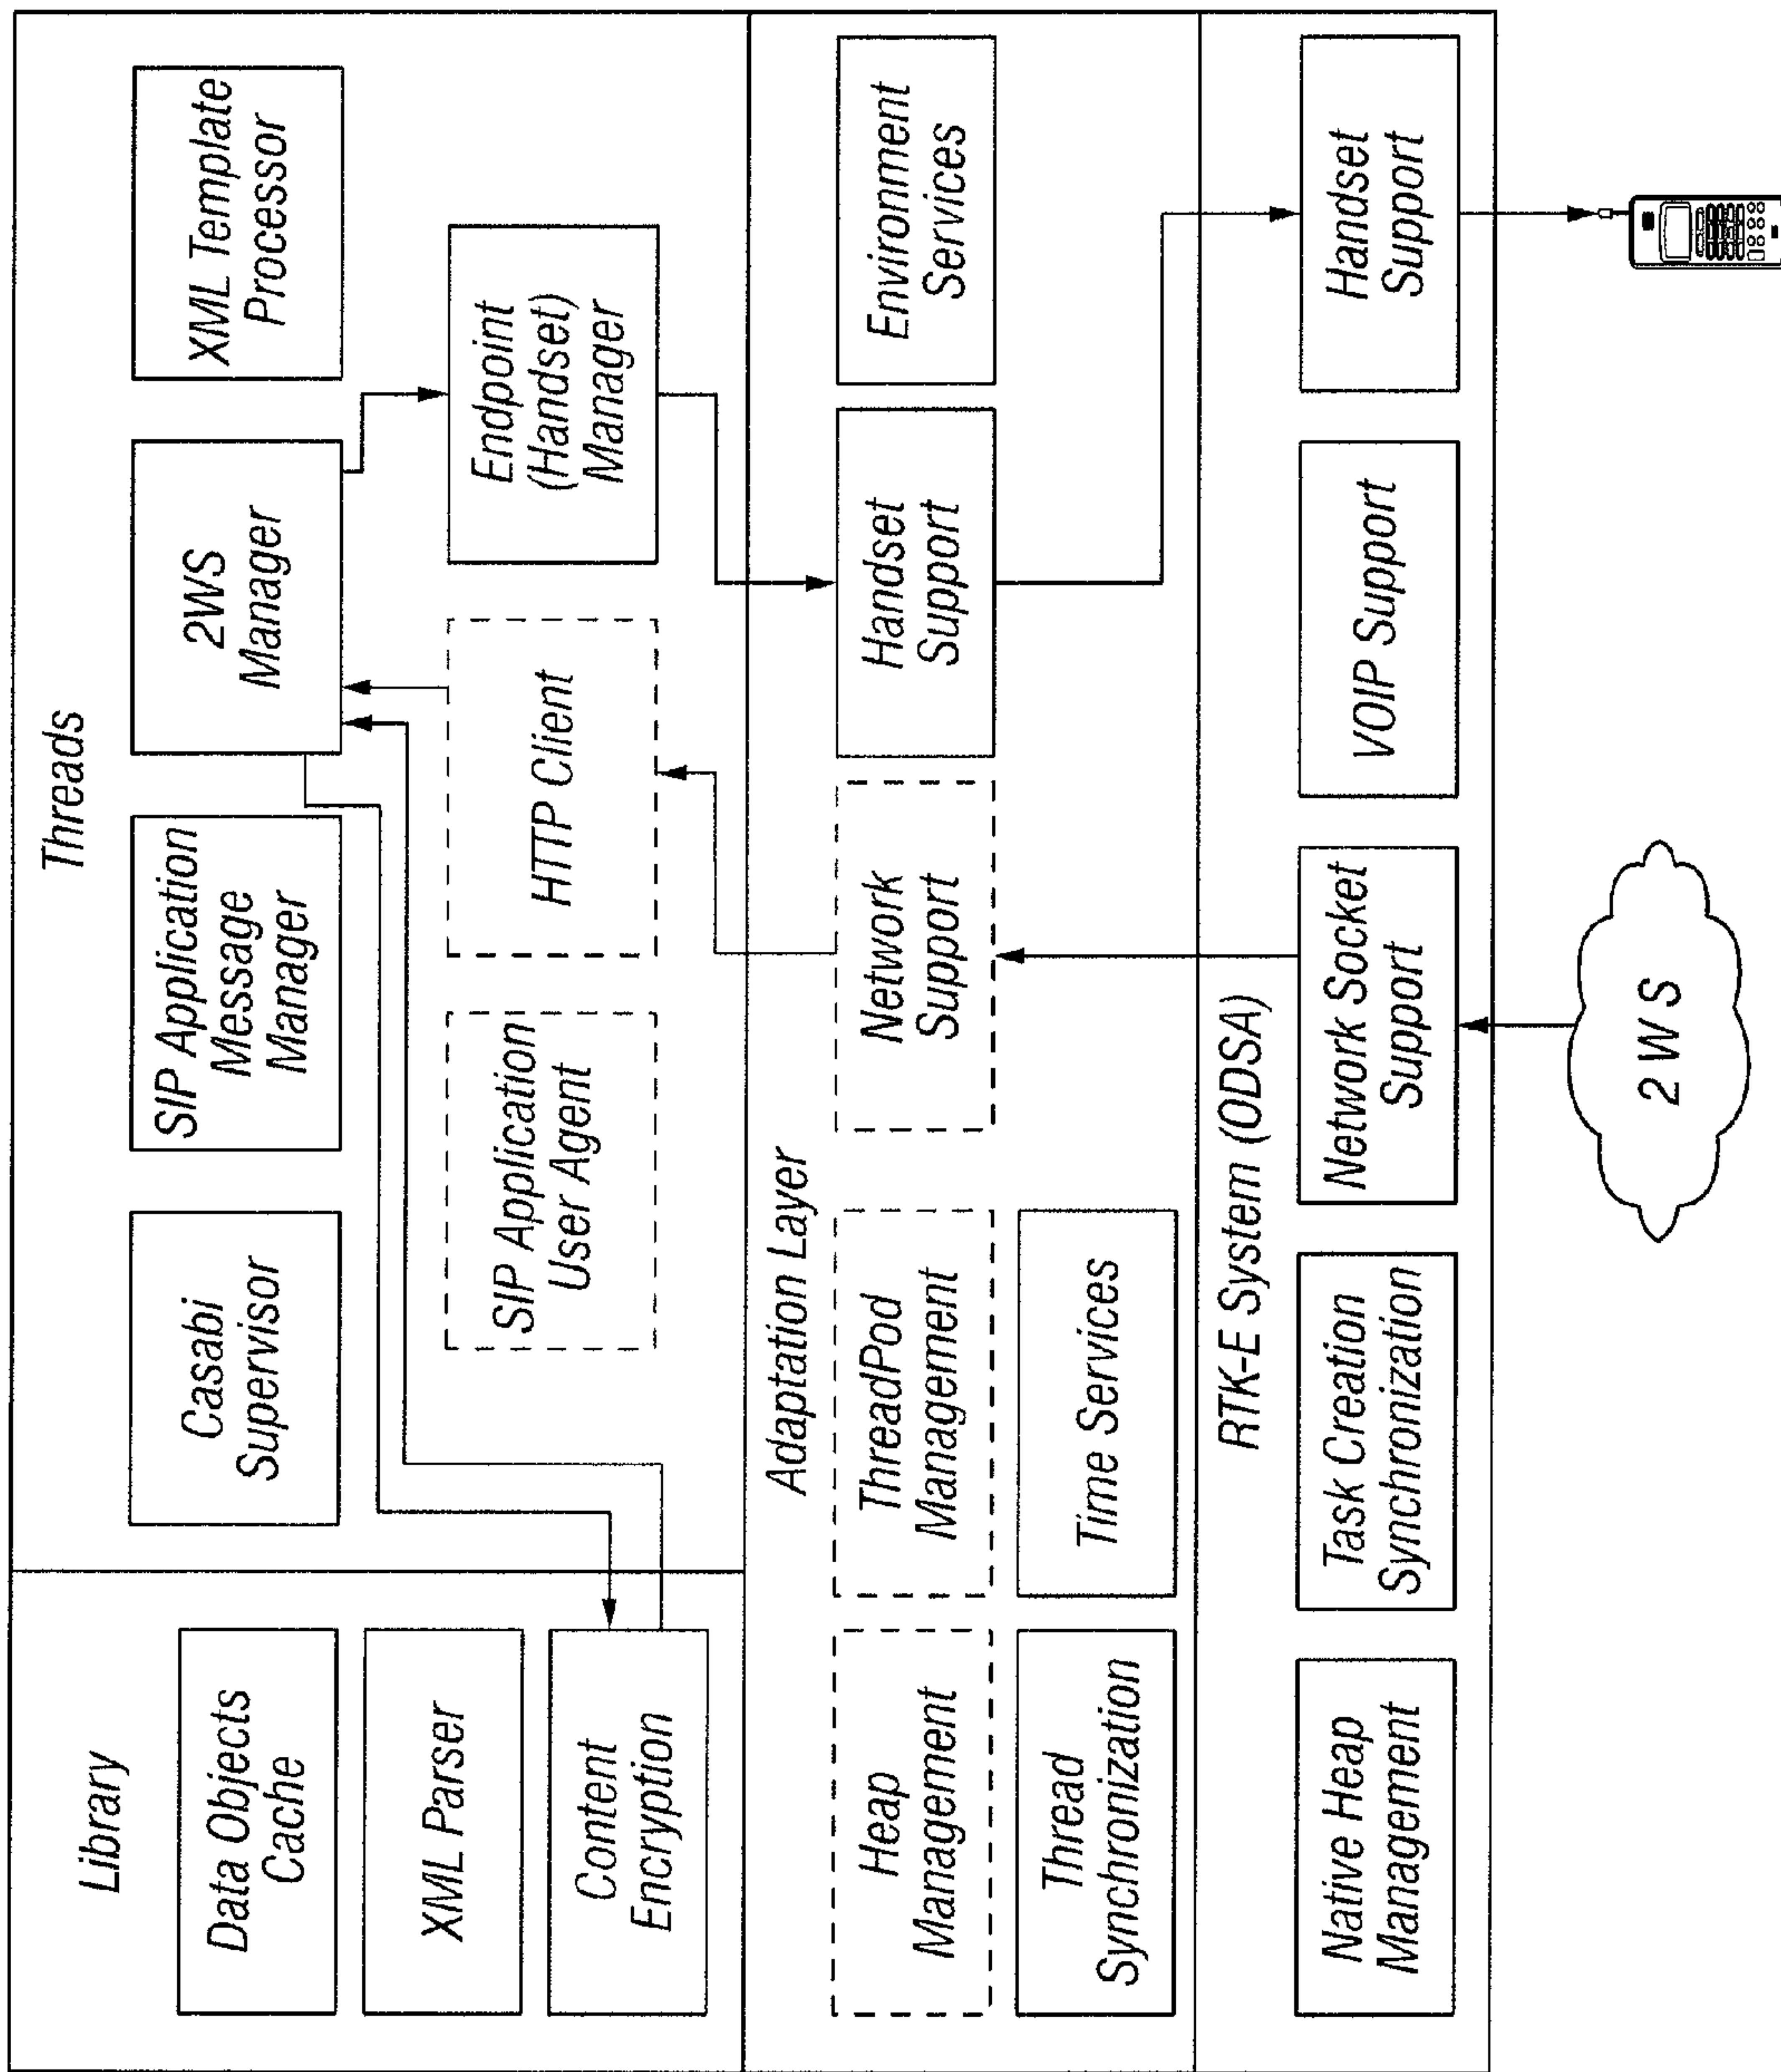 Library
Data Objects
Cache
XML Parser
Content
Encryption
Threads
Casabi
Supervisor
SIP Application
Message
Manager
2WS
Manager
XML Template
Processor
SIP Application
User Agent
HTTP Client
Endpoint
(Handset)
Manager
Adaptation Layer
Heap
Management
ThreadPod
Management
Network
Support
Handset
Support
Environment
Services
Thread
Synchronization
Time Services
RTK-E System (ODSA)
Native Heap
Management
Task Creation
Synchronization
Network Socket
Support
VOIP Support
Handset
Support
2 W S